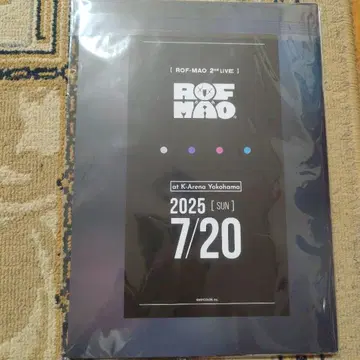 [ ROF-MAO 2nd LIVE ]
ROF
MAO
at K-Arena Yokohama
2025 [ SUN ]
7/20